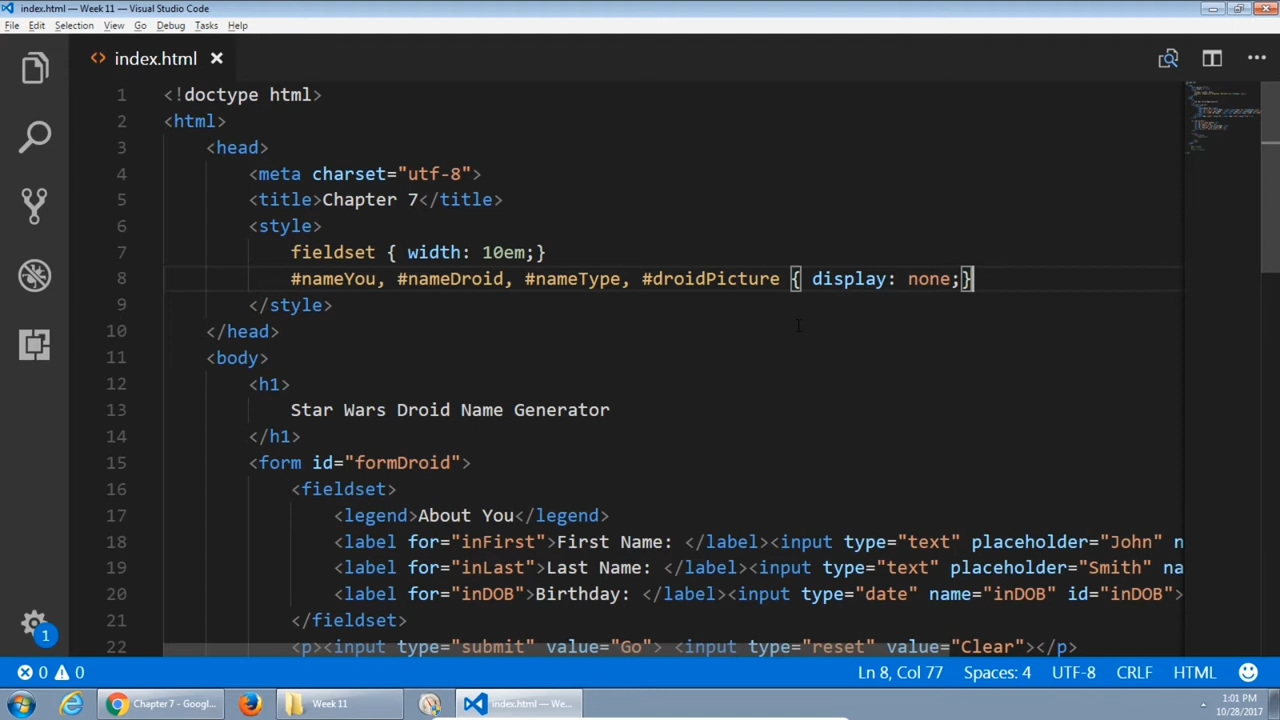 index.html — Week 11 — Visual Studio Code
File Edit Selection View Go Debug Tasks Help
index.html
1 <!doctype html>
2 <html>
3 <head>
4 <meta charset="utf-8">
5 <title>Chapter 7</title>
6 <style>
7 fieldset { width: 10em;}
8 #nameYou, #nameDroid, #nameType, #droidPicture { display: none;}
9 </style>
10 </head>
11 <body>
12 <h1>
13 Star Wars Droid Name Generator
14 </h1>
15 <form id="formDroid">
16 <fieldset>
17 <legend>About You</legend>
18 <label for="inFirst">First Name: </label><input type="text" placeholder="John" n
19 <label for="inLast">Last Name: </label><input type="text" placeholder="Smith" na
20 <label for="inDOB">Birthday: </label><input type="date" name="inDOB" id="inDOB">
21 </fieldset>
22 <p><input type="submit" value="Go"> <input type="reset" value="Clear"></p>
1
0 0 Ln 8, Col 77 Spaces: 4 UTF-8 CRLF HTML
Chapter 7 - Googl... Week 11 index.html — We... 1:01 PM
10/28/2017